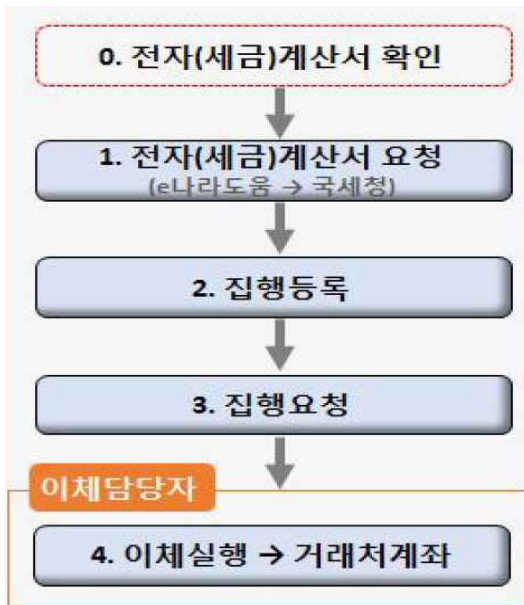 0. 전자(세금)계산서 확인
1. 전자(세금)계산서 요청
(e나라도움 → 국세청)
2. 집행등록
3. 집행요청
이체담당자
4. 이체실행 → 거래처계좌